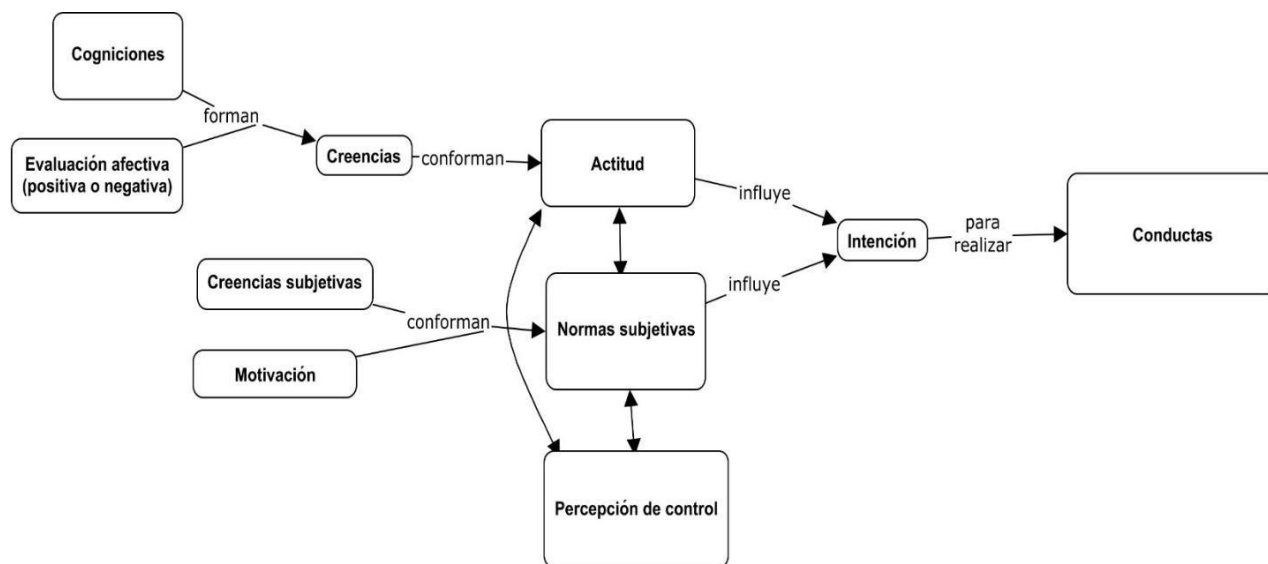 Cogniciones
forman
Evaluación afectiva
(positiva o negativa)
Creencias
conforman
Actitud
influye
Intención
para
realizar
Conductas
Creencias subjetivas
conforman
Motivación
Normas subjetivas
influye
Percepción de control